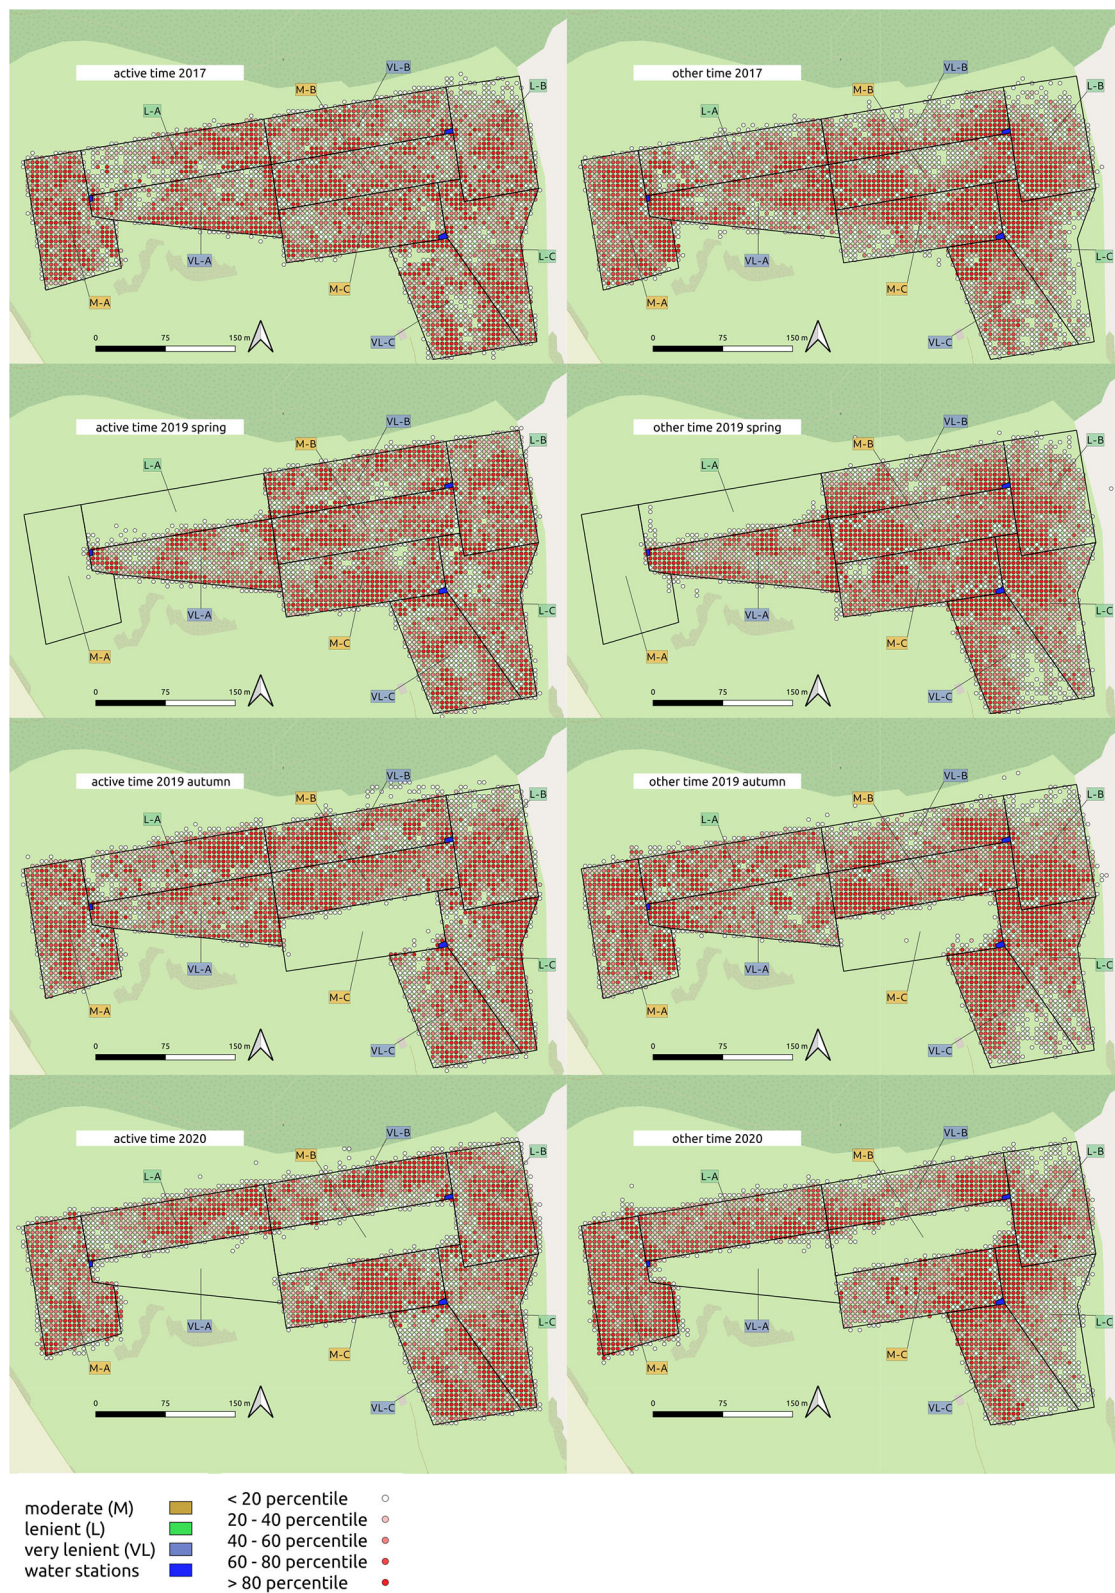 active time 2017
VL-B
M-B
L-B
L-A
VL-A
L-C
M-A
M-C
VL-C
0 75 150 m
other time 2017
VL-B
M-B
L-B
L-A
VL-A
L-C
M-A
M-C
VL-C
0 75 150 m
active time 2019 spring
VL-B
M-B
L-B
L-A
VL-A
L-C
M-A
M-C
VL-C
0 75 150 m
other time 2019 spring
VL-B
M-B
L-B
L-A
VL-A
L-C
M-A
M-C
VL-C
0 75 150 m
active time 2019 autumn
VL-B
M-B
L-B
L-A
VL-A
L-C
M-A
M-C
VL-C
0 75 150 m
other time 2019 autumn
VL-B
M-B
L-B
L-A
VL-A
L-C
M-A
M-C
VL-C
0 75 150 m
active time 2020
VL-B
M-B
L-B
L-A
VL-A
L-C
M-A
M-C
VL-C
0 75 150 m
other time 2020
VL-B
M-B
L-B
L-A
VL-A
L-C
M-A
M-C
VL-C
0 75 150 m
moderate (M)
lenient (L)
very lenient (VL)
water stations
< 20 percentile
20 - 40 percentile
40 - 60 percentile
60 - 80 percentile
> 80 percentile